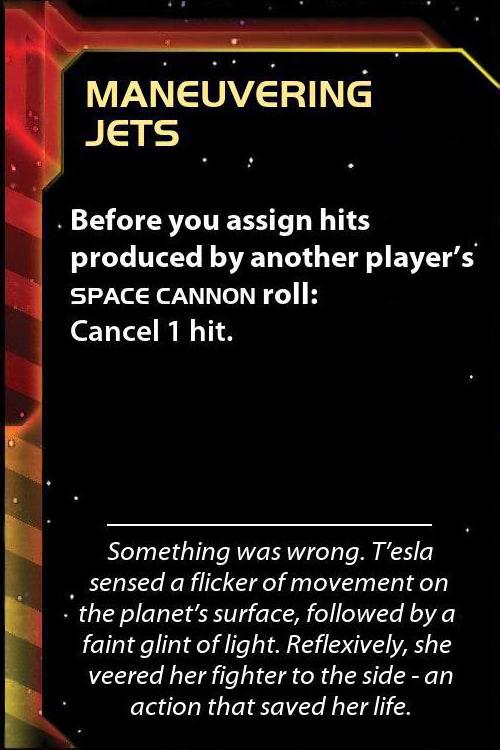 MANEUVERING
JETS
Before you assign hits
produced by another player's
SPACE CANNON roll:
Cancel 1 hit.
Something was wrong. T'esla
sensed a flicker of movement on
the planet's surface, followed by a
faint glint of light. Reflexively, she
veered her fighter to the side - an
action that saved her life.